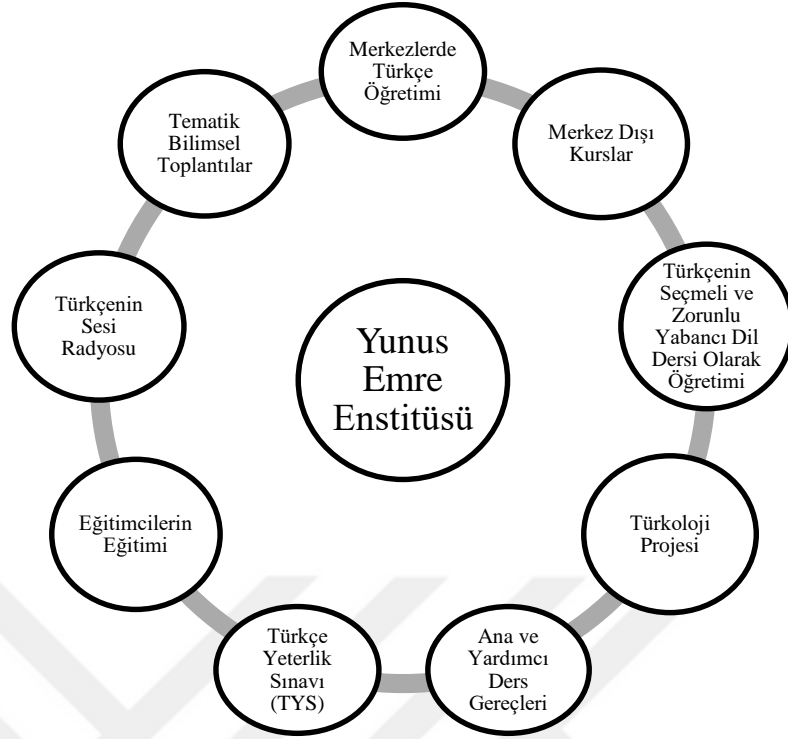 Merkezlerde
Türkçe
Öğretimi
Merkez Dışı
Kurslar
Türkçenin
Seçmeli ve
Zorunlu
Yabancı Dil
Dersi Olarak
Öğretimi
Türkoloji
Projesi
Ana ve
Yardımcı
Ders
Gereçleri
Türkçe
Yeterlik
Sınavı
(TYS)
Eğitimcilerin
Eğitimi
Türkçenin
Sesi
Radyosu
Tematik
Bilimsel
Toplantılar
Yunus
Emre
Enstitüsü